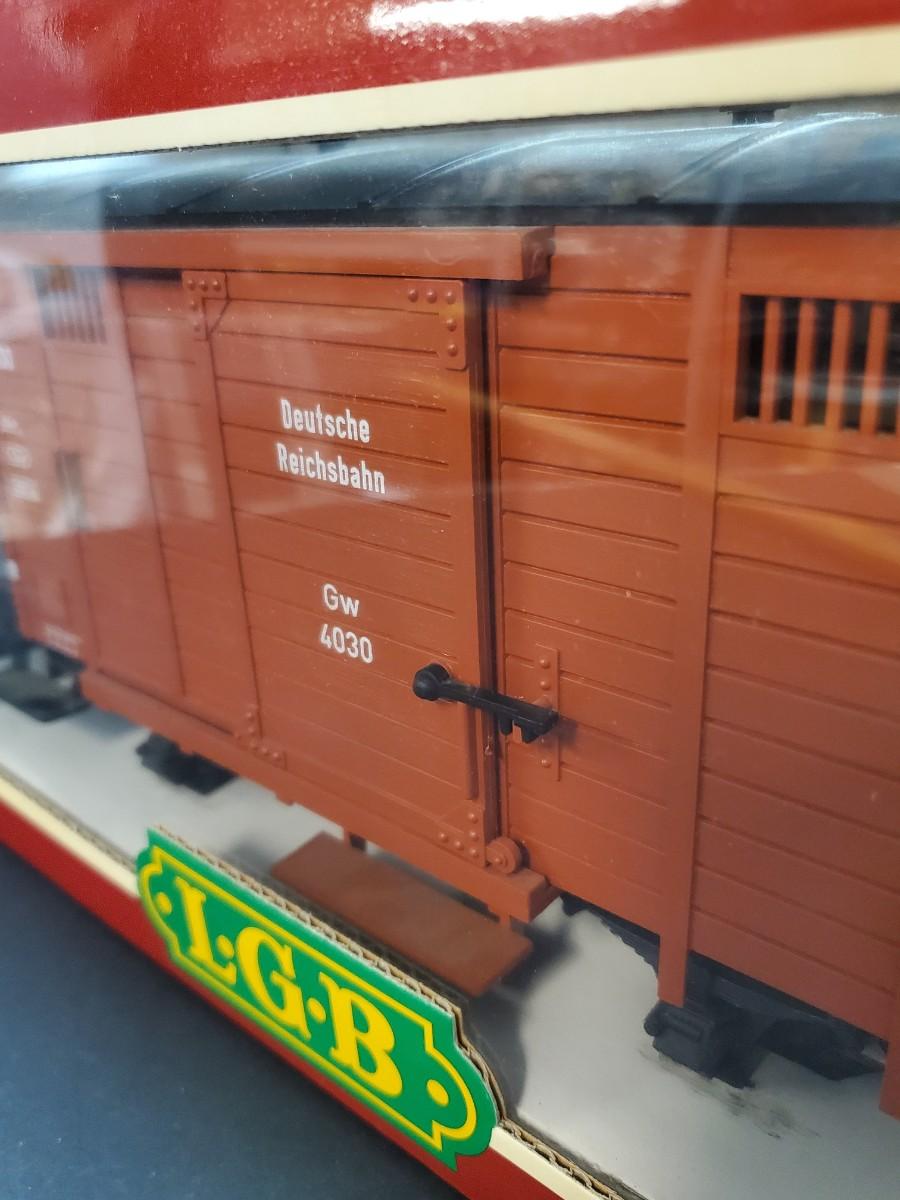 Deutsche
Reichsbahn
Gw
4030
L·G·B